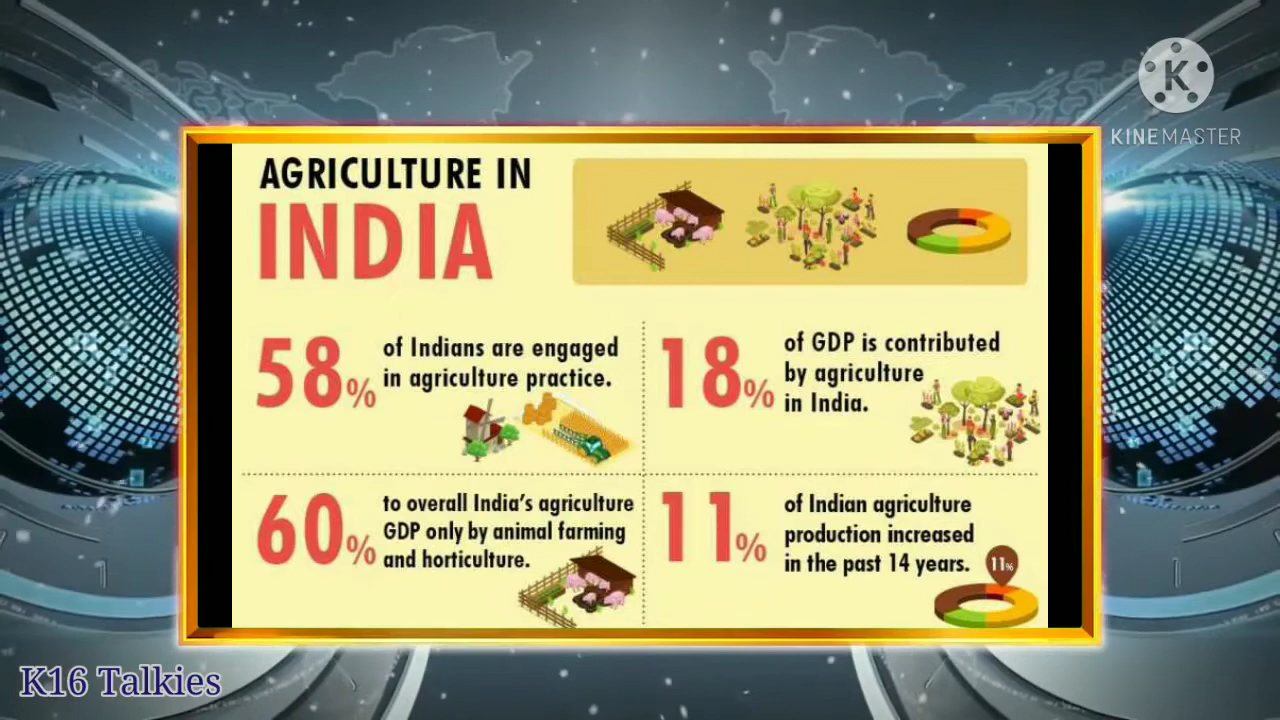 K
KINEMASTER
AGRICULTURE IN
INDIA
58%
of Indians are engaged
in agriculture practice.
18%
of GDP is contributed
by agriculture
in India.
60%
to overall India's agriculture
GDP only by animal farming
and horticulture.
11%
of Indian agriculture
production increased
in the past 14 years.
11%
K16 Talkies